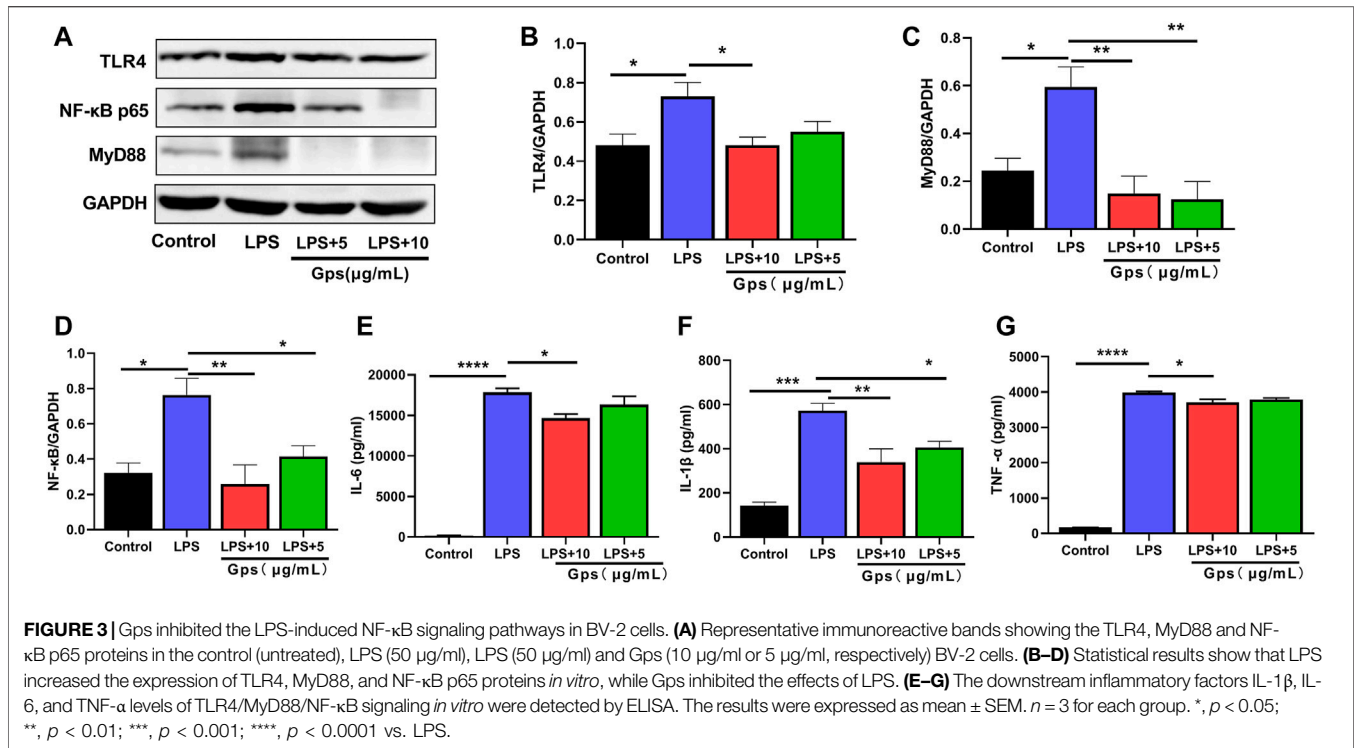 A
TLR4
NF-κB p65
MyD88
GAPDH
Control LPS LPS+5 LPS+10
Gps(μg/mL)
B
TLR4/GAPDH
1.0
0.8
0.6
0.4
0.2
0.0
* *
Control LPS LPS+10 LPS+5
Gps( μg/mL)
C
MyD88/GAPDH
0.8
0.6
0.4
0.2
0.0
**
* **
Control LPS LPS+10 LPS+5
Gps( μg/mL)
D
NF-κB/GAPDH
1.0
0.8
0.6
0.4
0.2
0.0
*
* **
Control LPS LPS+10 LPS+5
Gps( μg/mL)
E
IL-6 (pg/ml)
20000
15000
10000
5000
0
**** *
Control LPS LPS+10 LPS+5
Gps( μg/mL)
F
IL-1β (pg/ml)
800
600
400
200
0
*
*** **
Control LPS LPS+10 LPS+5
Gps( μg/mL)
G
TNF -α (pg/ml)
5000
4000
3000
2000
1000
0
**** *
Control LPS LPS+10 LPS+5
Gps( μg/mL)
FIGURE 3 | Gps inhibited the LPS-induced NF-κB signaling pathways in BV-2 cells. (A) Representative immunoreactive bands showing the TLR4, MyD88 and NF-
κB p65 proteins in the control (untreated), LPS (50 μg/ml), LPS (50 μg/ml) and Gps (10 μg/ml or 5 μg/ml, respectively) BV-2 cells. (B–D) Statistical results show that LPS
increased the expression of TLR4, MyD88, and NF-κB p65 proteins in vitro, while Gps inhibited the effects of LPS. (E–G) The downstream inflammatory factors IL-1β, IL-
6, and TNF-α levels of TLR4/MyD88/NF-κB signaling in vitro were detected by ELISA. The results were expressed as mean ± SEM. n = 3 for each group. *, p < 0.05;
**, p < 0.01; ***, p < 0.001; ****, p < 0.0001 vs. LPS.